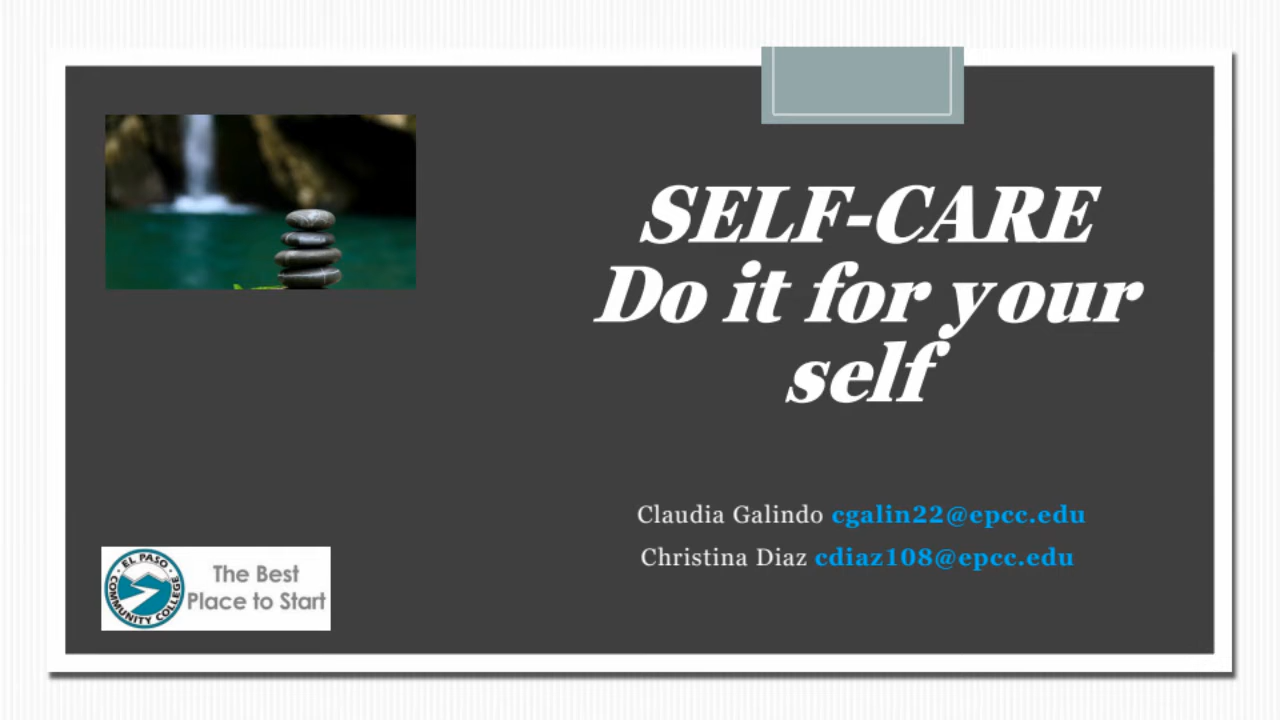 SELF-CARE
Do it for your
self
Claudia Galindo cgalin22@epcc.edu
Christina Diaz cdiaz108@epcc.edu
EL PASO
COMMUNITY COLLEGE
The Best
Place to Start